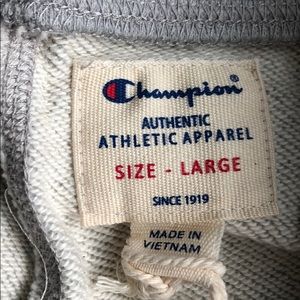 Champion®
AUTHENTIC
ATHLETIC APPAREL
SIZE - LARGE
SINCE 1919
MADE IN
VIETNAM